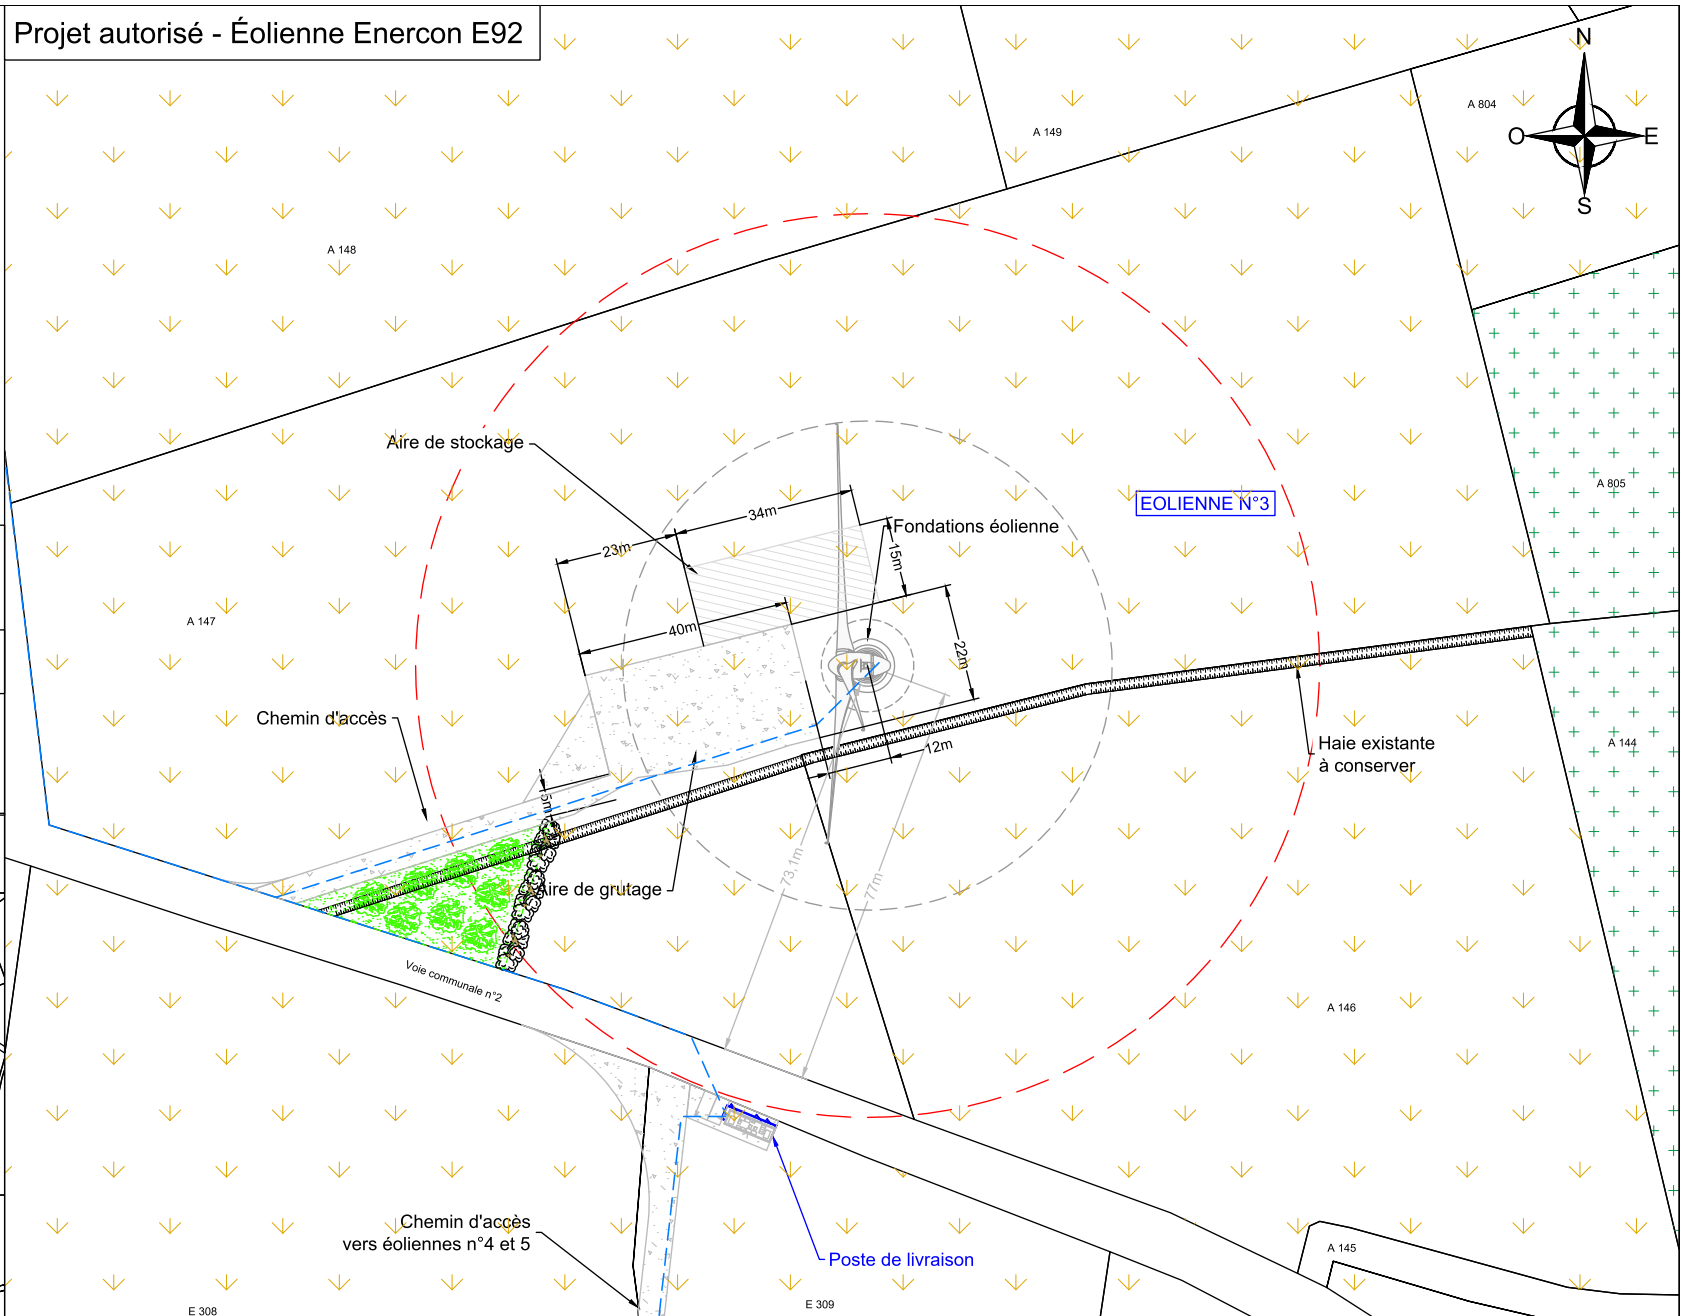 Projet autorisé - Éolienne Enercon E92
N
A 804
A 149
O
E
S
A 148
Aire de stockage
A 805
EOLIENNE N°3
34m
Fondations éolienne
23m
15m
A 147
40m
22m
Chemin d'accès
Haie existante
à conserver
A 144
12m
5m
73,1m
77m
Aire de grutage
Voie communale n°2
A 146
Chemin d'accès
vers éoliennes n°4 et 5
Poste de livraison
A 145
E 308
E 309